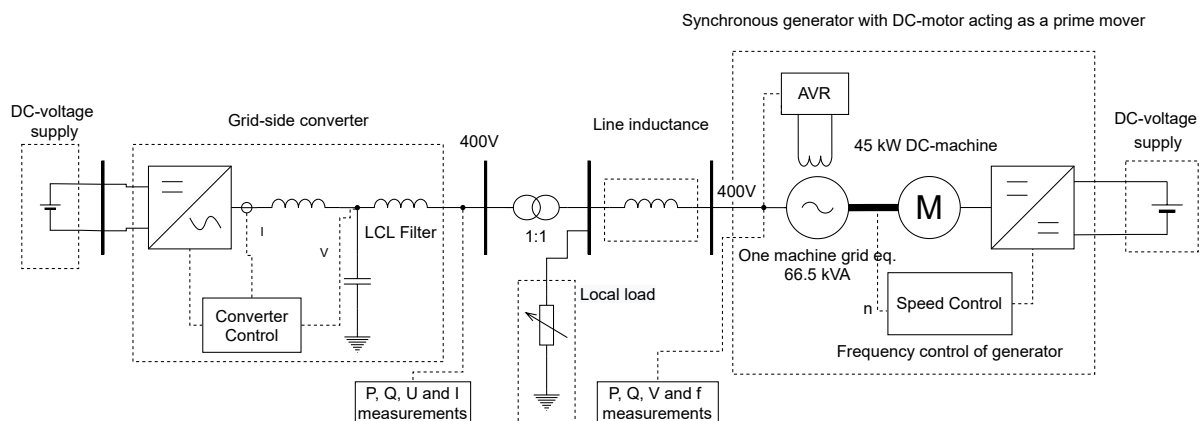 Synchronous generator with DC-motor acting as a prime mover
DC-voltage
supply
Grid-side converter
400V
Line inductance
AVR
45 kW DC-machine
DC-voltage
supply
400V
I
V
LCL Filter
1:1
M
One machine grid eq.
66.5 kVA
Converter
Control
Local load
n
Speed Control
Frequency control of generator
P, Q, U and I
measurements
P, Q, V and f
measurements